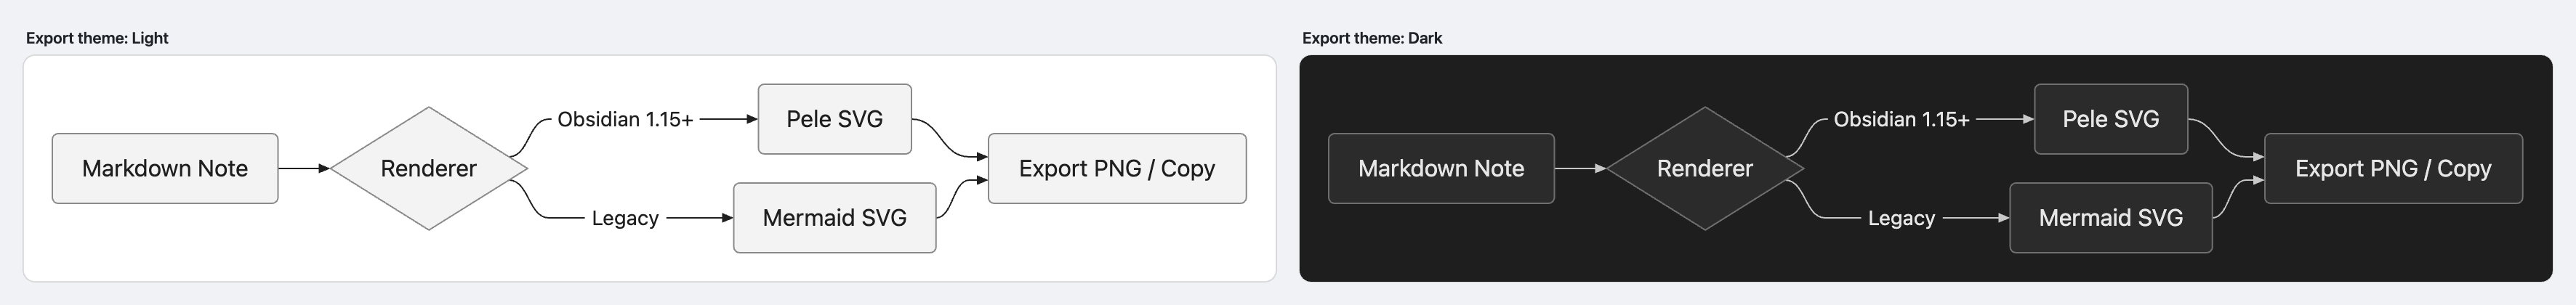 Export theme: Light
Markdown Note
Renderer
Obsidian 1.15+
Legacy
Pele SVG
Mermaid SVG
Export PNG / Copy
Export theme: Dark
Markdown Note
Renderer
Obsidian 1.15+
Legacy
Pele SVG
Mermaid SVG
Export PNG / Copy